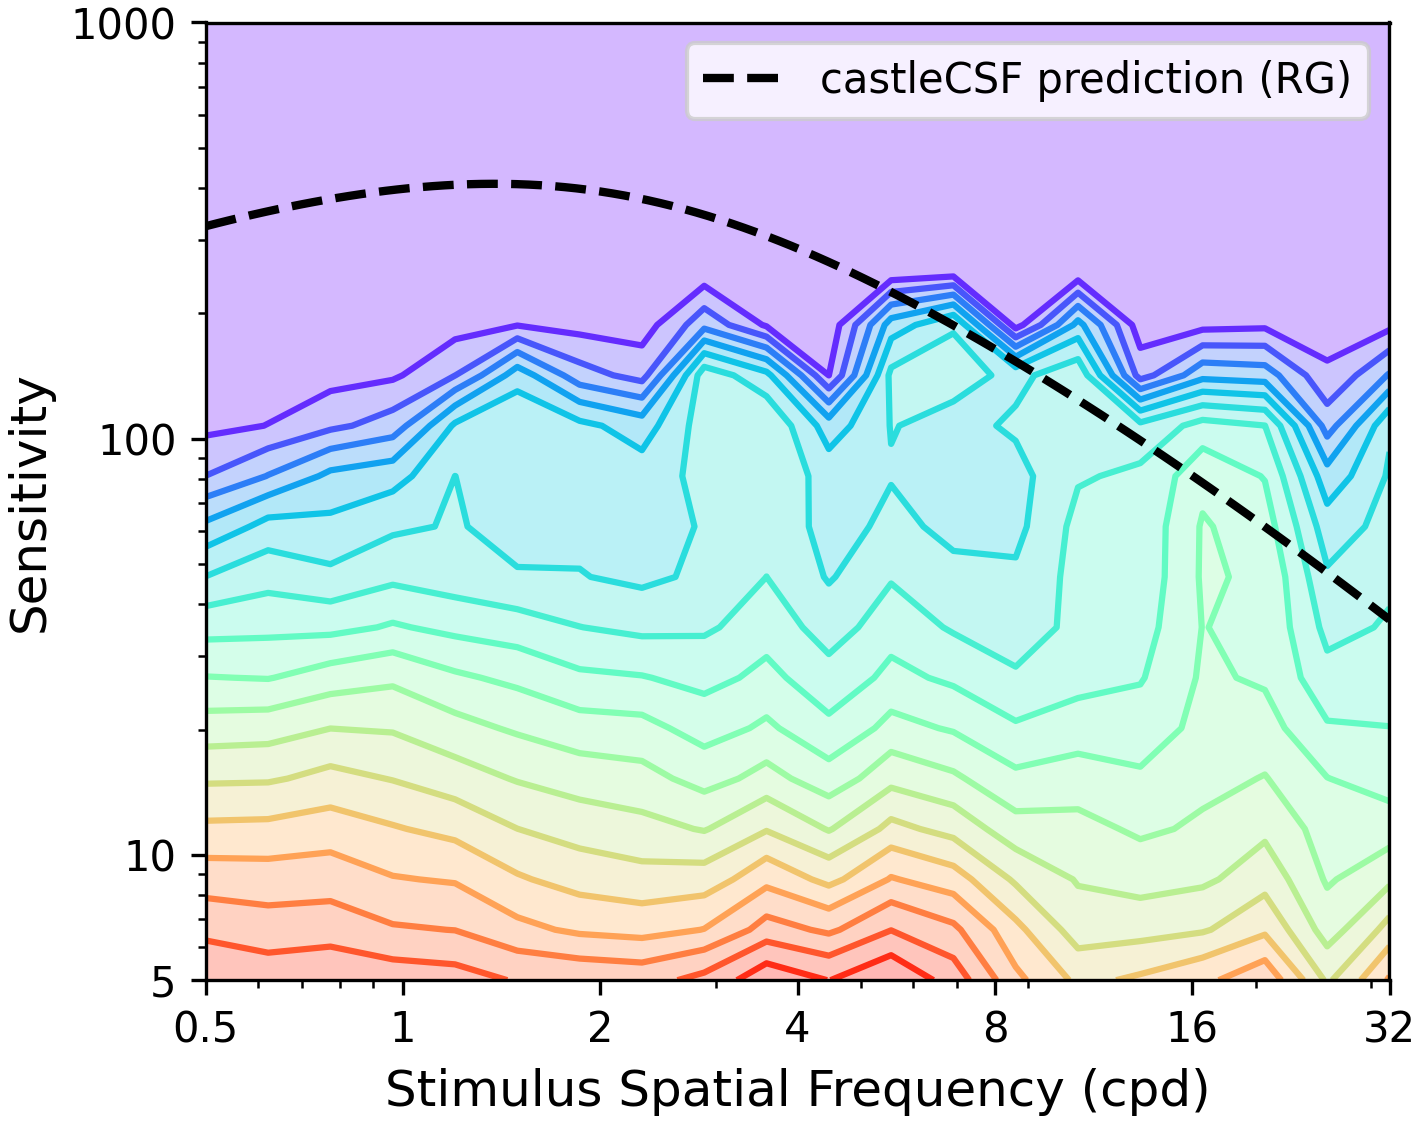 1000
castleCSF prediction (RG)
100
Sensitivity
10
5
0.5 1 2 4 8 16 32
Stimulus Spatial Frequency (cpd)